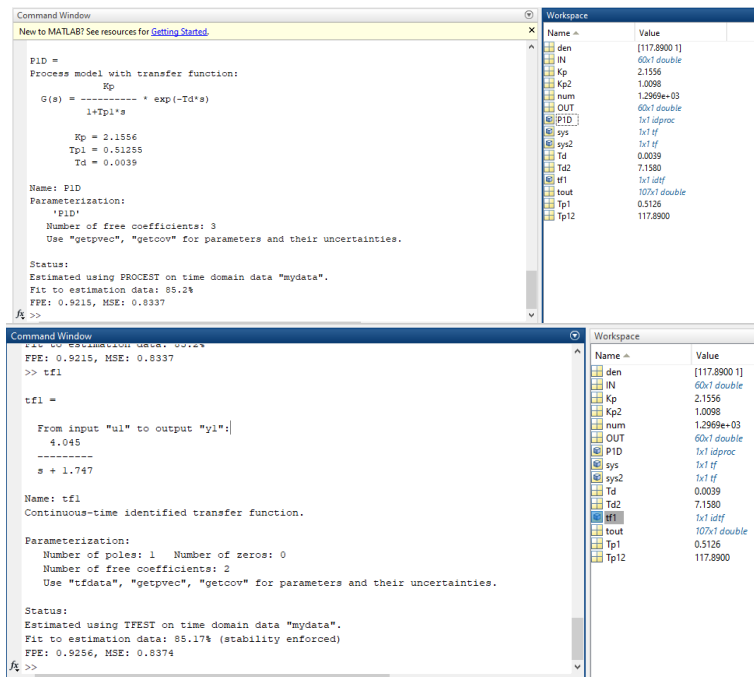 Command Window
New to MATLAB? See resources for Getting Started.
P1D =
Process model with transfer function:
Kp
G(s) = ---------- * exp(-Td*s)
1+Tp1*s
Kp = 2.1556
Tp1 = 0.51255
Td = 0.0039
Name: P1D
Parameterization:
'P1D'
Number of free coefficients: 3
Use "getpvec", "getcov" for parameters and their uncertainties.
Status:
Estimated using PROCEST on time domain data "mydata".
Fit to estimation data: 85.2%
FPE: 0.9215, MSE: 0.8337
fx >>
Workspace
Name Value
den [117.8900 1]
IN 60x1 double
Kp 2.1556
Kp2 1.0098
num 1.2969e+03
OUT 60x1 double
P1D 1x1 idproc
sys 1x1 tf
sys2 1x1 tf
Td 0.0039
Td2 7.1580
tf1 1x1 idtf
tout 107x1 double
Tp1 0.5126
Tp12 117.8900
Command Window
Fit to estimation data: 85.2%
FPE: 0.9215, MSE: 0.8337
>> tf1
tf1 =
From input "u1" to output "y1":
4.045
---------
s + 1.747
Name: tf1
Continuous-time identified transfer function.
Parameterization:
Number of poles: 1 Number of zeros: 0
Number of free coefficients: 2
Use "tfdata", "getpvec", "getcov" for parameters and their uncertainties.
Status:
Estimated using TFEST on time domain data "mydata".
Fit to estimation data: 85.17% (stability enforced)
FPE: 0.9256, MSE: 0.8374
fx >>
Workspace
Name Value
den [117.8900 1]
IN 60x1 double
Kp 2.1556
Kp2 1.0098
num 1.2969e+03
OUT 60x1 double
P1D 1x1 idproc
sys 1x1 tf
sys2 1x1 tf
Td 0.0039
Td2 7.1580
tf1 1x1 idtf
tout 107x1 double
Tp1 0.5126
Tp12 117.8900